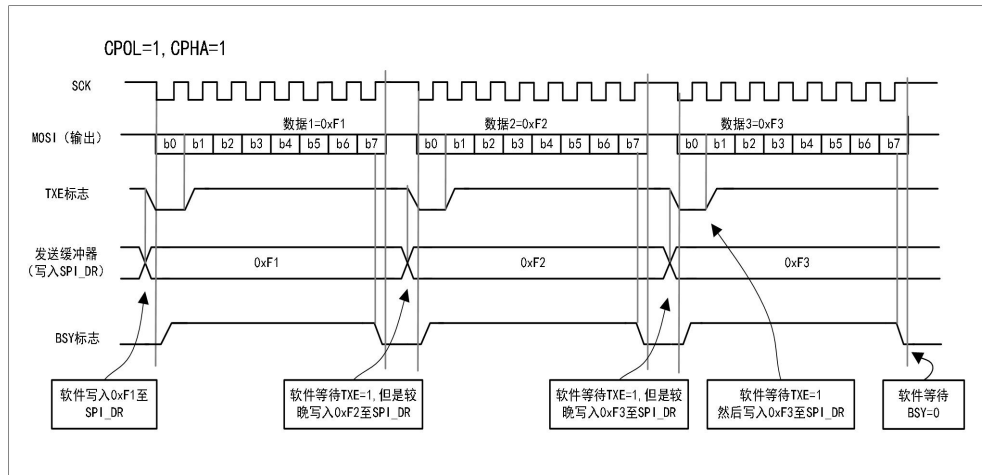 CPOL=1, CPHA=1
SCK
数据1=0xF1
数据2=0xF2
数据3=0xF3
MOSI（输出）
b0 b1 b2 b3 b4 b5 b6 b7
b0 b1 b2 b3 b4 b5 b6 b7
b0 b1 b2 b3 b4 b5 b6 b7
TXE标志
发送缓冲器
（写入SPI_DR）
0xF1
0xF2
0xF3
BSY标志
软件写入0xF1至
SPI_DR
软件等待TXE=1, 但是较
晚写入0xF2至SPI_DR
软件等待TXE=1, 但是较
晚写入0xF3至SPI_DR
软件等待TXE=1
然后写入0xF3至SPI_DR
软件等待
BSY=0